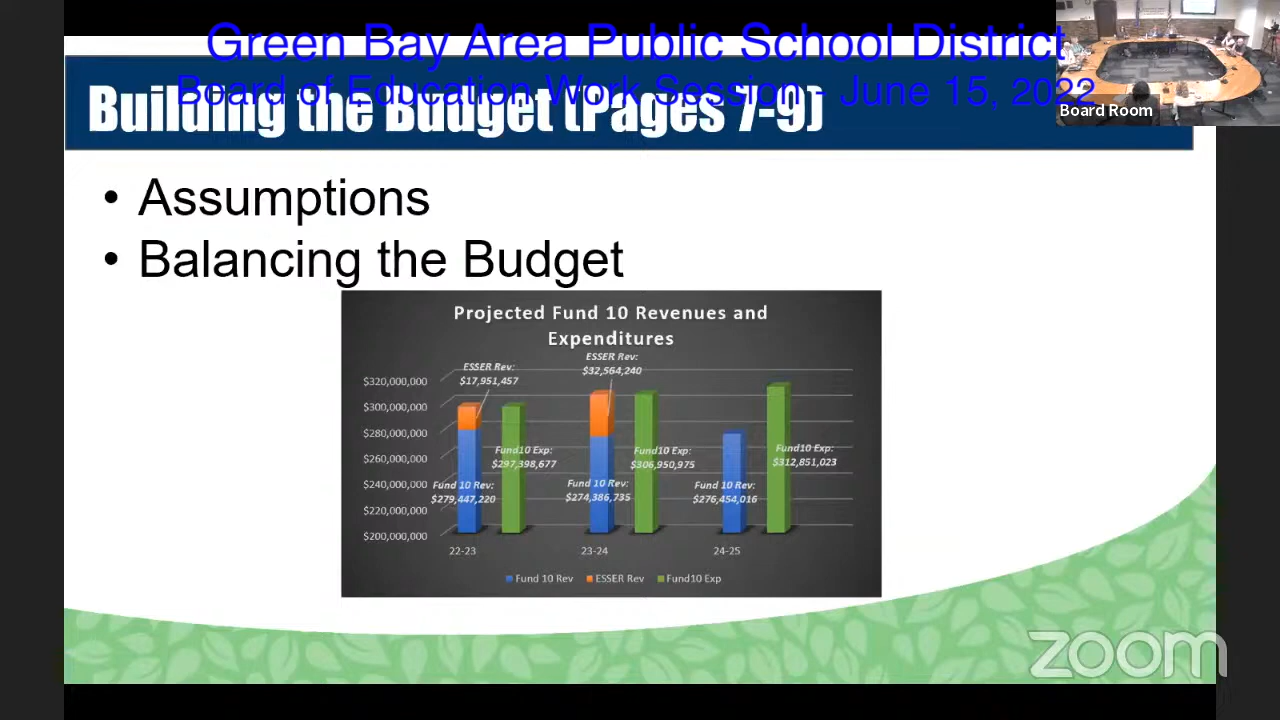 Green Bay Area Public School District
Board of Education Work Session - June 15, 2022
Board Room
Building the Budget (Pages 7-9)
• Assumptions
• Balancing the Budget
Projected Fund 10 Revenues and
Expenditures
ESSER Rev:
$17,951,457
ESSER Rev:
$32,564,240
$320,000,000
$300,000,000
$280,000,000
$260,000,000
$240,000,000
$220,000,000
$200,000,000
Fund10 Exp:
$297,398,677
Fund10 Exp:
$306,950,975
Fund10 Exp:
$312,851,023
Fund 10 Rev:
$279,447,220
Fund 10 Rev:
$274,386,735
Fund 10 Rev:
$276,454,016
22-23
23-24
24-25
Fund 10 Rev
ESSER Rev
Fund10 Exp
zoom